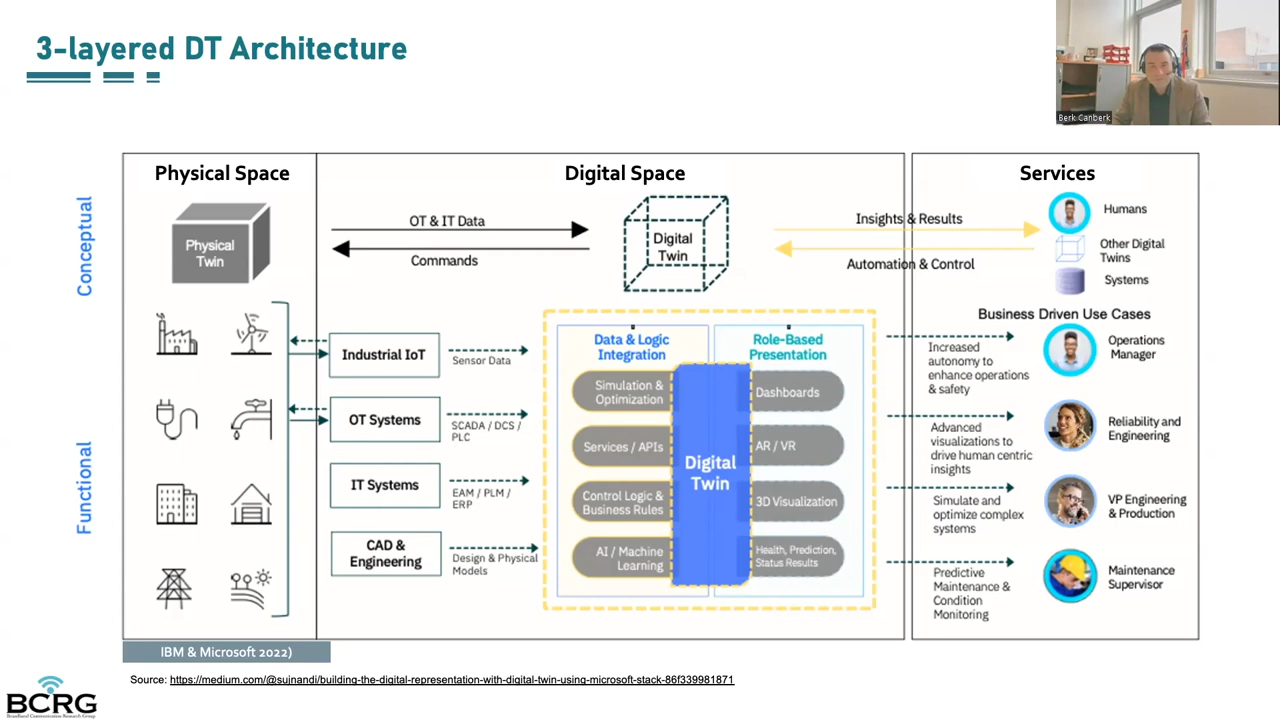 3-layered DT Architecture
Berk Canberk
Physical Space
Digital Space
Services
Conceptual
Physical
Twin
OT & IT Data
Commands
Digital
Twin
Insights & Results
Automation & Control
Humans
Other Digital
Twins
Systems
Functional
Industrial IoT
Sensor Data
OT Systems
SCADA / DCS /
PLC
IT Systems
EAM / PLM /
ERP
CAD &
Engineering
Design & Physical
Models
Data & Logic
Integration
Simulation &
Optimization
Services / APIs
Control Logic &
Business Rules
AI / Machine
Learning
Digital
Twin
Role-Based
Presentation
Dashboards
AR / VR
3D Visualization
Health, Prediction,
Status Results
Business Driven Use Cases
Increased
autonomy to
enhance operations
& safety
Operations
Manager
Advanced
visualizations to
drive human centric
insights
Reliability and
Engineering
Simulate and
optimize complex
systems
VP Engineering
& Production
Predictive
Maintenance &
Condition
Monitoring
Maintenance
Supervisor
IBM & Microsoft 2022)
Source: https://medium.com/@sujnandi/building-the-digital-representation-with-digital-twin-using-microsoft-stack-86f339981871
BCRG
Broadband Communication Research Group